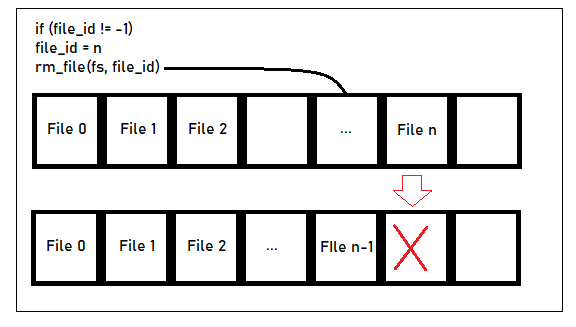 if (file_id != -1)
file_id = n
rm_file(fs, file_id)
File 0 File 1 File 2 ... File n
File 0 File 1 File 2 ... FIle n-1